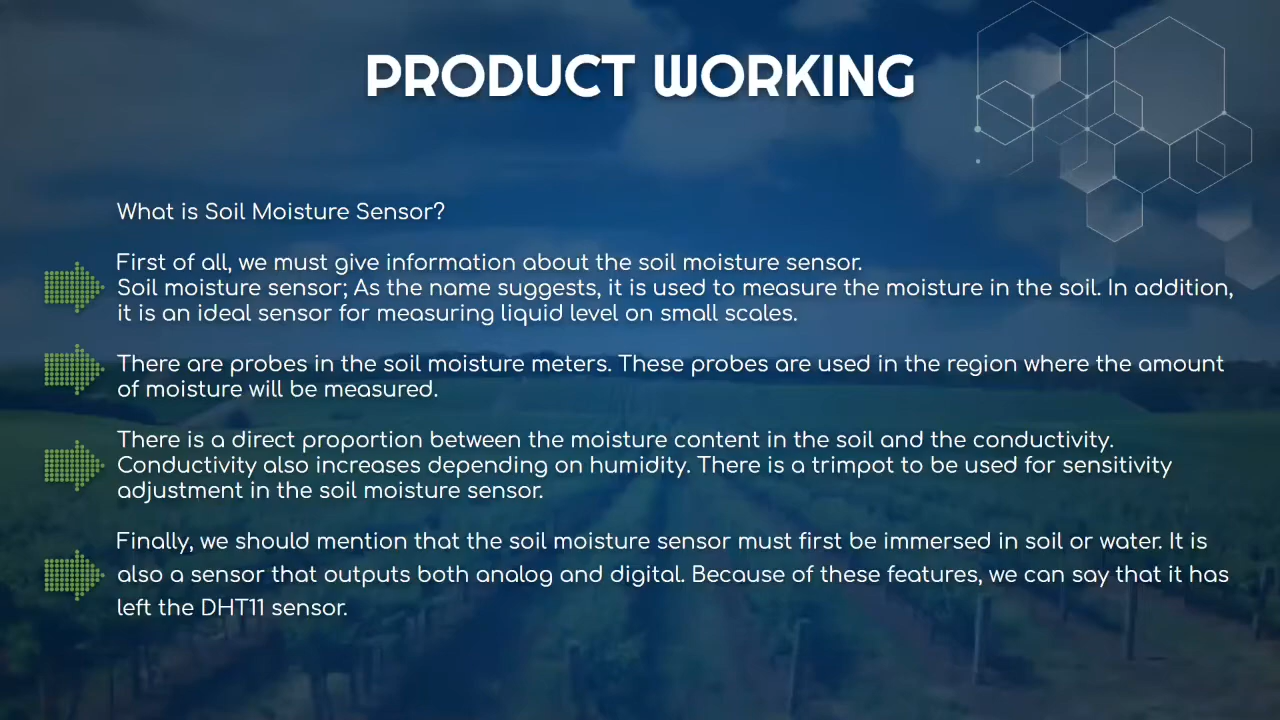 PRODUCT WORKING
What is Soil Moisture Sensor?
First of all, we must give information about the soil moisture sensor.
Soil moisture sensor; As the name suggests, it is used to measure the moisture in the soil. In addition,
it is an ideal sensor for measuring liquid level on small scales.
There are probes in the soil moisture meters. These probes are used in the region where the amount
of moisture will be measured.
There is a direct proportion between the moisture content in the soil and the conductivity.
Conductivity also increases depending on humidity. There is a trimpot to be used for sensitivity
adjustment in the soil moisture sensor.
Finally, we should mention that the soil moisture sensor must first be immersed in soil or water. It is
also a sensor that outputs both analog and digital. Because of these features, we can say that it has
left the DHT11 sensor.